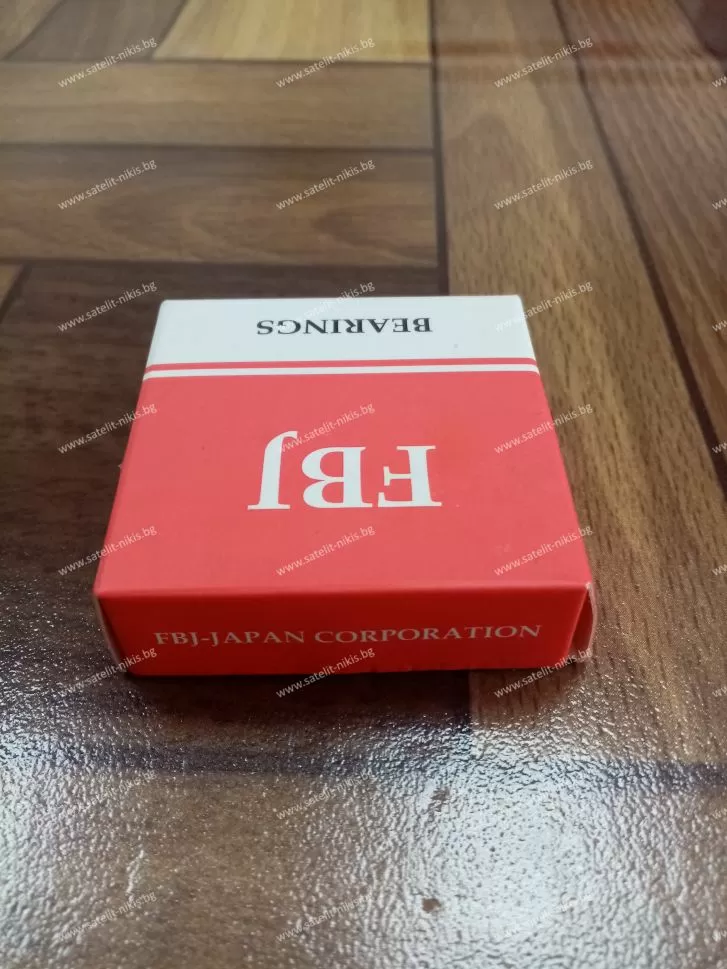 BEARINGS
FBJ
FBJ-JAPAN CORPORATION
www.satelit-nikis.bg